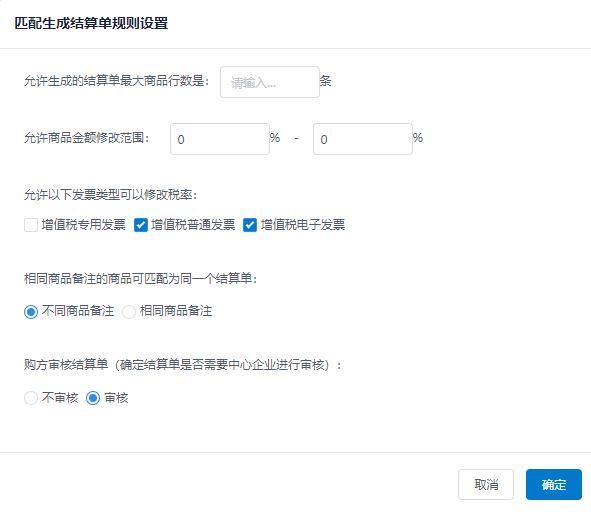 匹配生成结算单规则设置
允许生成的结算单最大商品行数是: 请输入... 条
允许商品金额修改范围: 0 % - 0 %
允许以下发票类型可以修改税率:
增值税专用发票 增值税普通发票 增值税电子发票
相同商品备注的商品可匹配为同一个结算单:
不同商品备注 相同商品备注
购方审核结算单（确定结算单是否需要中心企业进行审核）:
不审核 审核
取消 确定